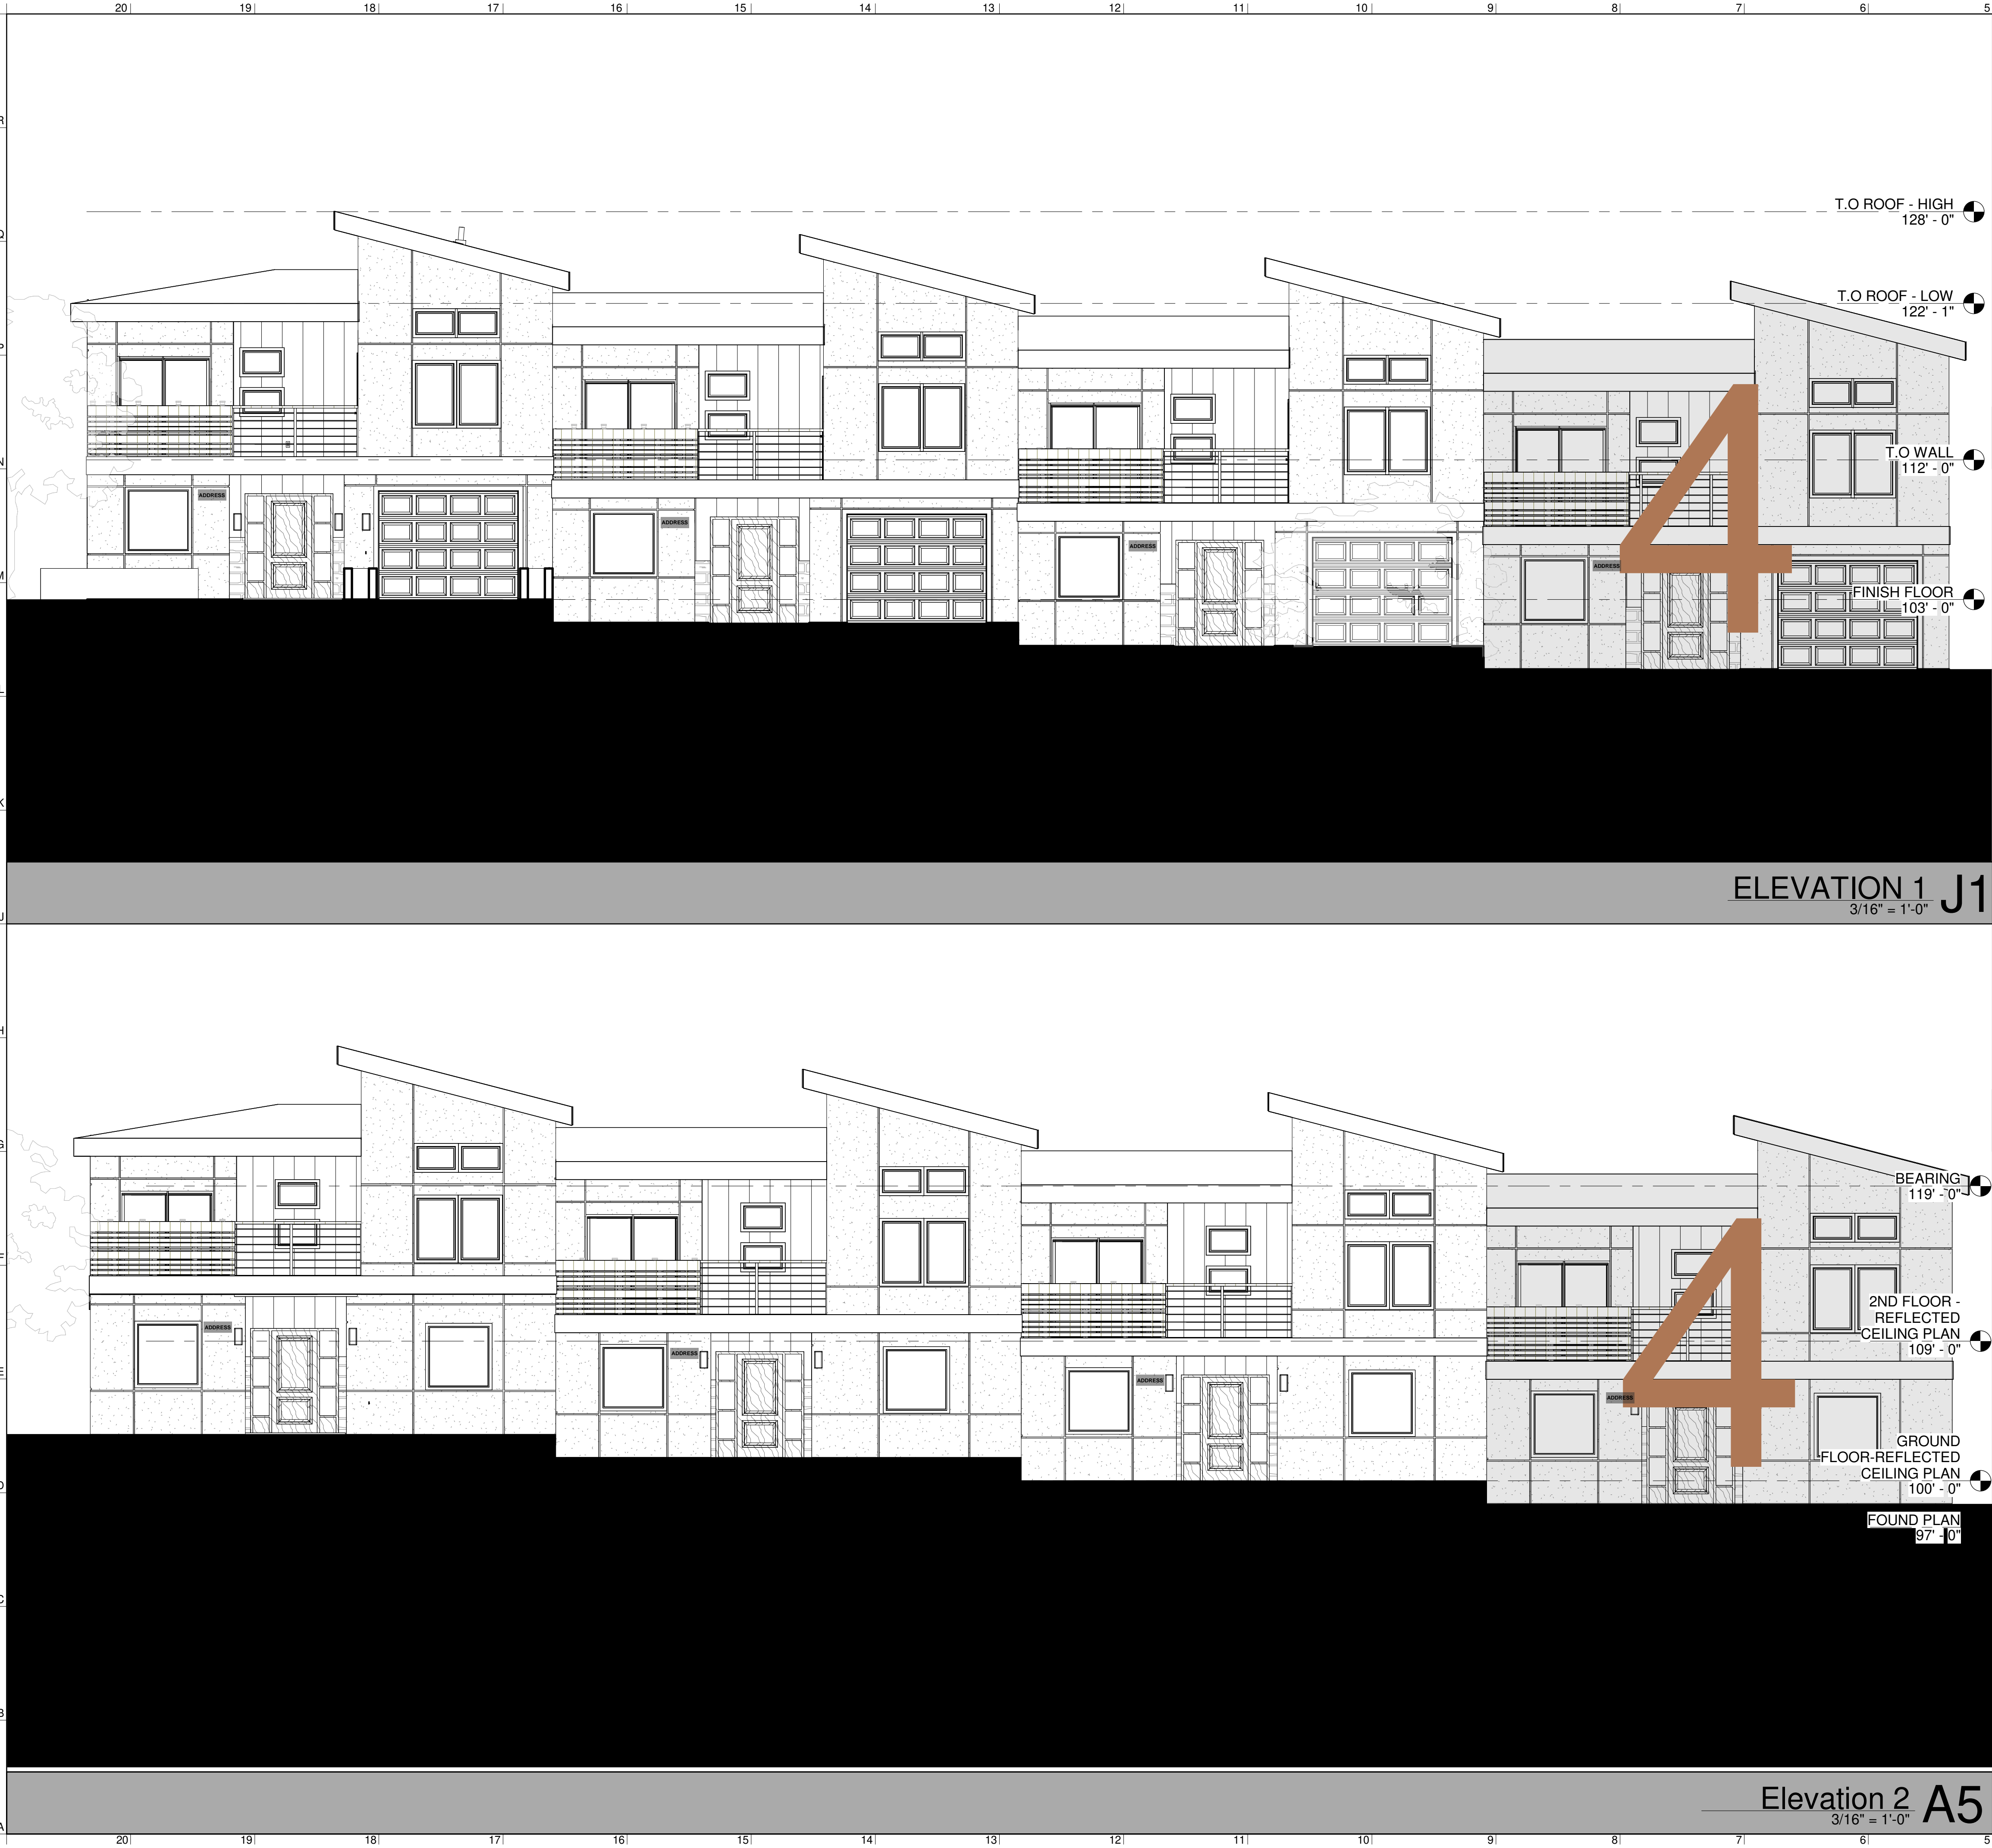 20 19 18 17 16 15 14 13 12 11 10 9 8 7 6 5
R
T.O ROOF - HIGH
128' - 0"
Q
T.O ROOF - LOW
122' - 1"
P
4
T.O WALL
112' - 0"
N
ADDRESS
ADDRESS
ADDRESS
ADDRESS
M
FINISH FLOOR
103' - 0"
L
K
ELEVATION 1 J1
3/16" = 1'-0"
J
H
G
BEARING
119' - 0"
4
F
2ND FLOOR -
REFLECTED
CEILING PLAN
109' - 0"
ADDRESS
ADDRESS
ADDRESS
ADDRESS
E
GROUND
FLOOR-REFLECTED
CEILING PLAN
100' - 0"
D
FOUND PLAN
97' - 0"
C
B
Elevation 2 A5
3/16" = 1'-0"
A
20 19 18 17 16 15 14 13 12 11 10 9 8 7 6 5